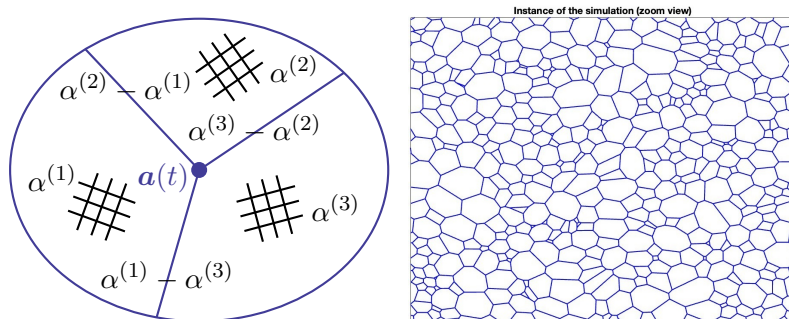 Instance of the simulation (zoom view)
α^{(2)} − α^{(1)}
α^{(2)}
α^{(3)} − α^{(2)}
a(t)
α^{(1)}
α^{(3)}
α^{(1)} − α^{(3)}